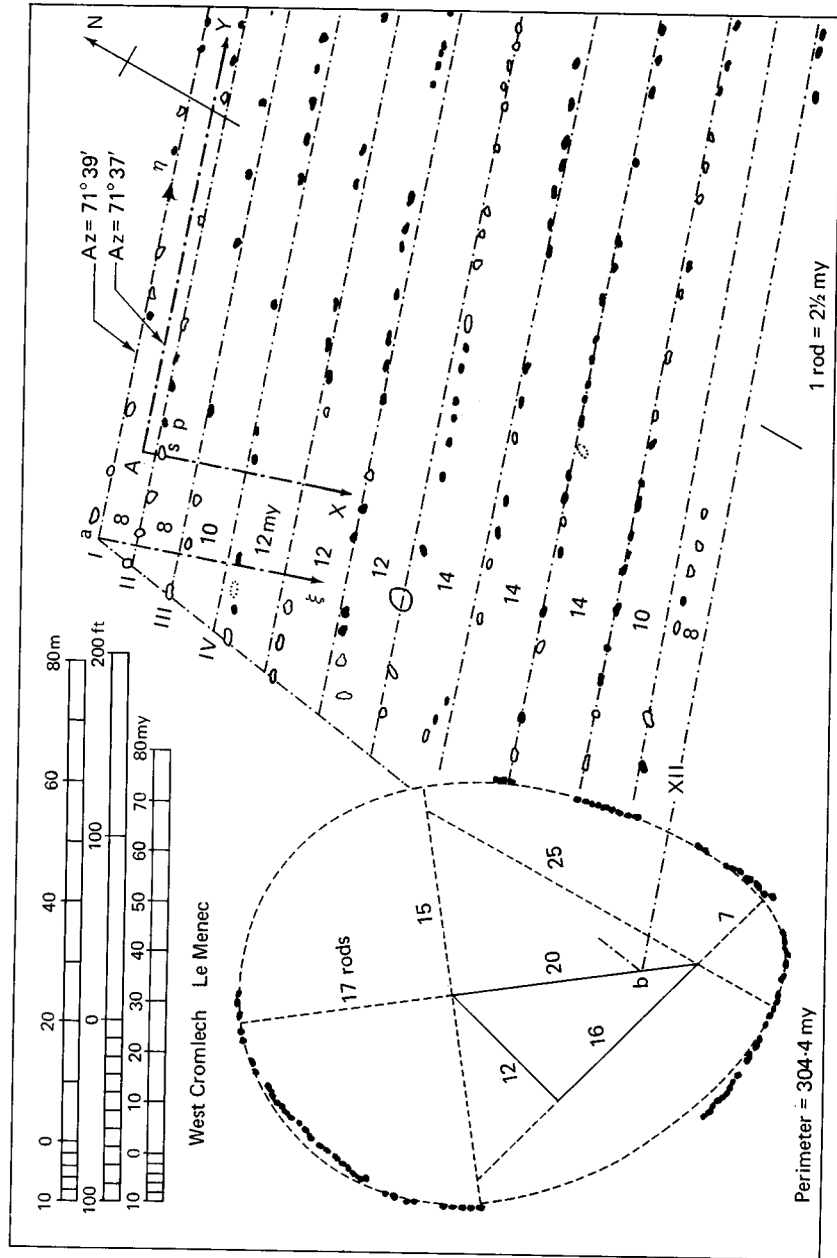 10 0 20 40 60 80m
100 0 100 200 ft
10 0 10 20 30 40 50 60 70 80my
West Cromlech Le Menec
17 rods
15
20
12
16
25
7
b
Perimeter = 304·4 my
1 rod = 2½ my
I
II
III
IV
XII
a
A
s
p
8
8
10
12 my
12
12
14
14
14
10
8
ξ
X
η
Y
N
Az = 71° 39'
Az = 71° 37'